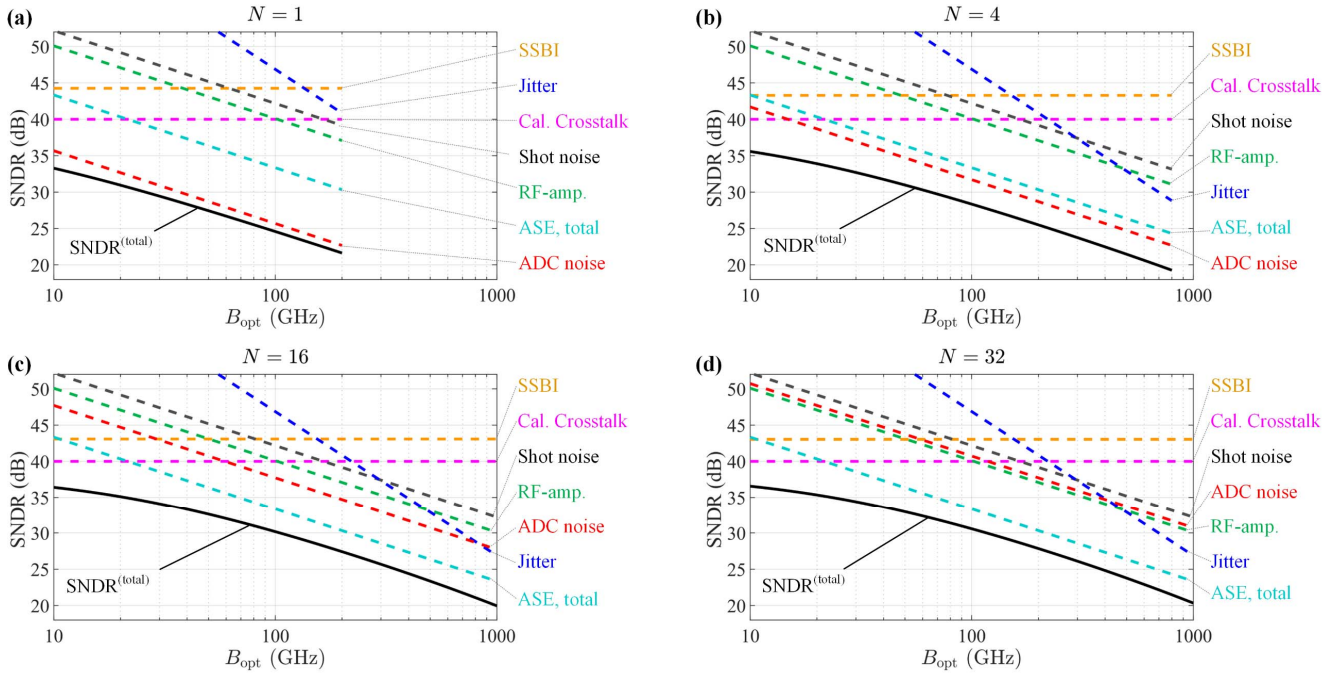 (a)
N = 1
50
45
40
35
30
25
20
SNDR (dB)
SNDR(total)
10
100
1000
Bopt (GHz)
SSBI
Jitter
Cal. Crosstalk
Shot noise
RF-amp.
ASE, total
ADC noise
(b)
N = 4
50
45
40
35
30
25
20
SNDR (dB)
SNDR(total)
10
100
1000
Bopt (GHz)
SSBI
Cal. Crosstalk
Shot noise
RF-amp.
Jitter
ASE, total
ADC noise
(c)
N = 16
50
45
40
35
30
25
20
SNDR (dB)
SNDR(total)
10
100
1000
Bopt (GHz)
SSBI
Cal. Crosstalk
Shot noise
RF-amp.
ADC noise
Jitter
ASE, total
(d)
N = 32
50
45
40
35
30
25
20
SNDR (dB)
SNDR(total)
10
100
1000
Bopt (GHz)
SSBI
Cal. Crosstalk
Shot noise
ADC noise
RF-amp.
Jitter
ASE, total